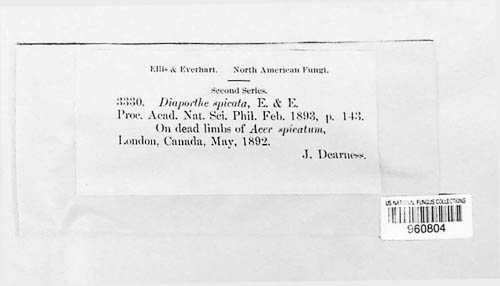 Ellis & Everhart. North American Fungi.
Second Series.
3330. Diaporthe spicata, E. & E.
Proc. Acad. Nat. Sci. Phil. Feb. 1893, p. 143.
On dead limbs of Acer spicatum,
London, Canada, May, 1892.
J. Dearness.
US NATIONAL FUNGUS COLLECTIONS
960804